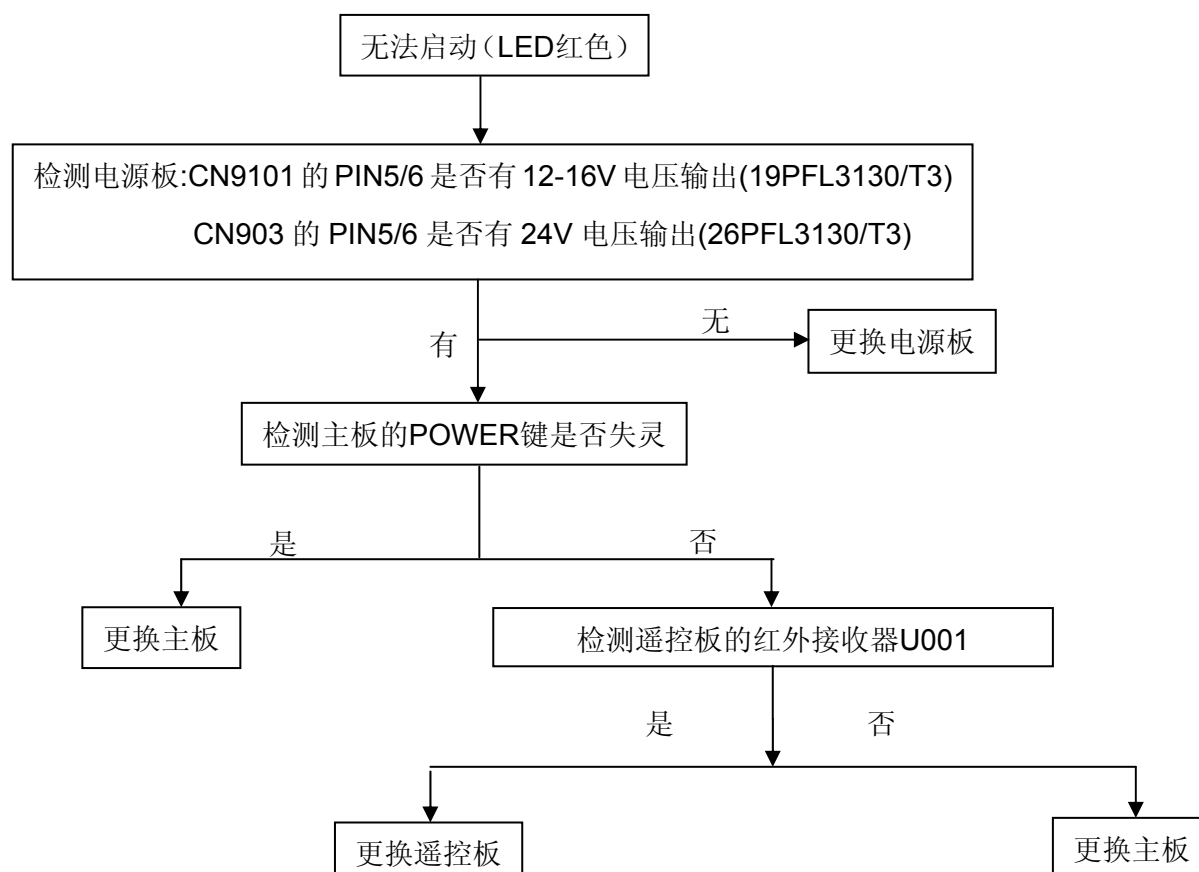 无法启动（LED红色）
检测电源板:CN9101 的 PIN5/6 是否有 12-16V 电压输出(19PFL3130/T3)
CN903 的 PIN5/6 是否有 24V 电压输出(26PFL3130/T3)
无
有
更换电源板
检测主板的POWER键是否失灵
是
否
更换主板
检测遥控板的红外接收器U001
是
否
更换遥控板
更换主板